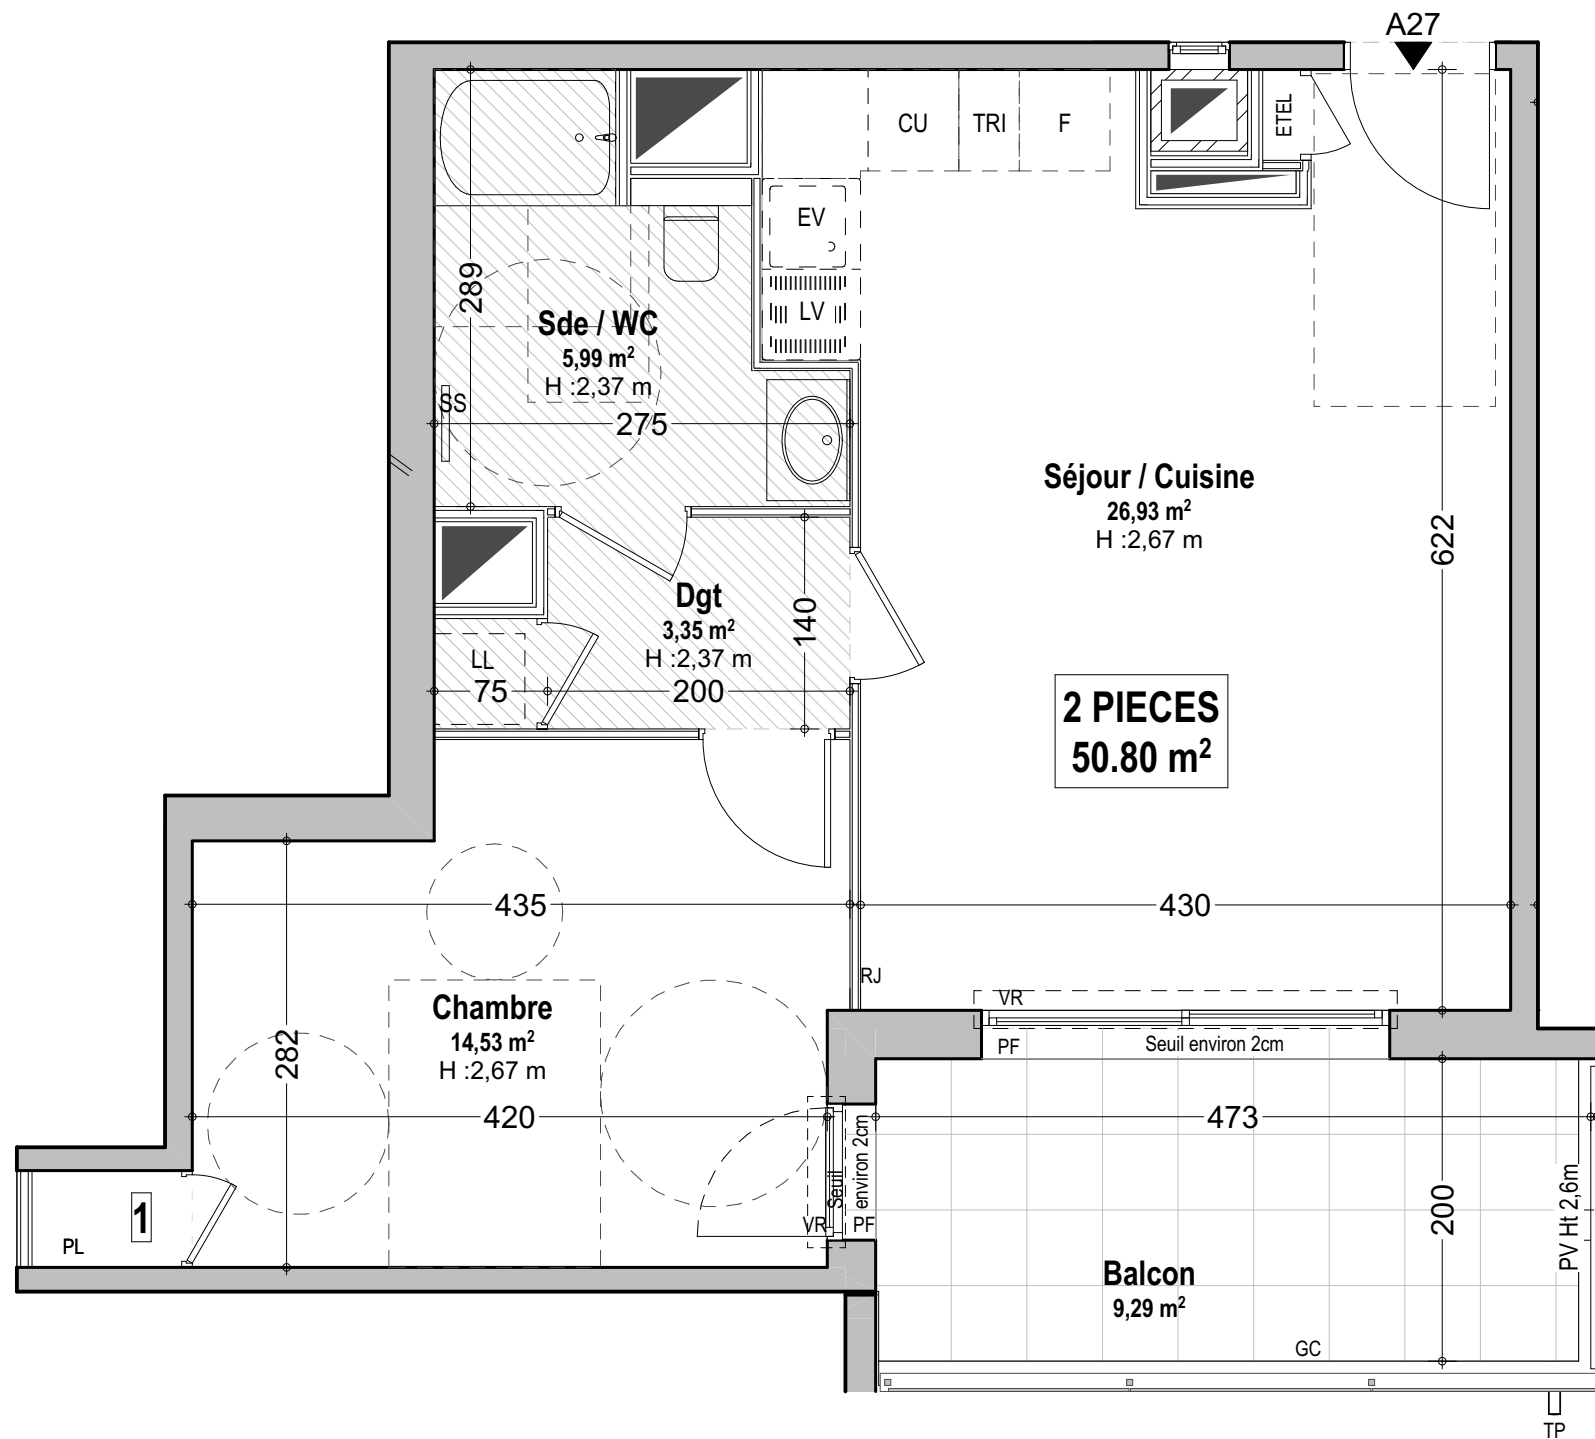 A27
CU
TRI
F
ETEL
EV
LV
289
Sde / WC
5,99 m²
H :2,37 m
SS
275
Séjour / Cuisine
26,93 m²
H :2,67 m
622
Dgt
3,35 m²
H :2,37 m
140
LL
75
200
2 PIECES
50.80 m²
435
430
RJ
VR
PF
Seuil environ 2cm
Chambre
14,53 m²
H :2,67 m
282
420
473
Seuil
environ 2cm
VR
PF
200
PV Ht 2,6m
1
PL
Balcon
9,29 m²
GC
TP